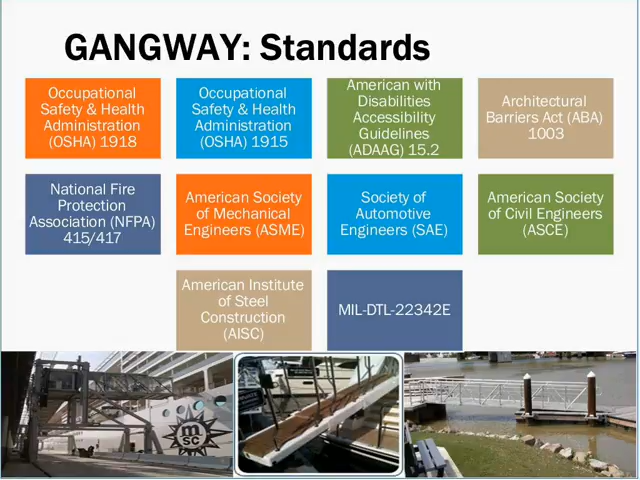 GANGWAY: Standards
Occupational
Safety & Health
Administration
(OSHA) 1918
Occupational
Safety & Health
Administration
(OSHA) 1915
American with
Disabilities
Accessibility
Guidelines
(ADAAG) 15.2
Architectural
Barriers Act (ABA)
1003
National Fire
Protection
Association (NFPA)
415/417
American Society
of Mechanical
Engineers (ASME)
Society of
Automotive
Engineers (SAE)
American Society
of Civil Engineers
(ASCE)
American Institute
of Steel
Construction
(AISC)
MIL-DTL-22342E
m
SC